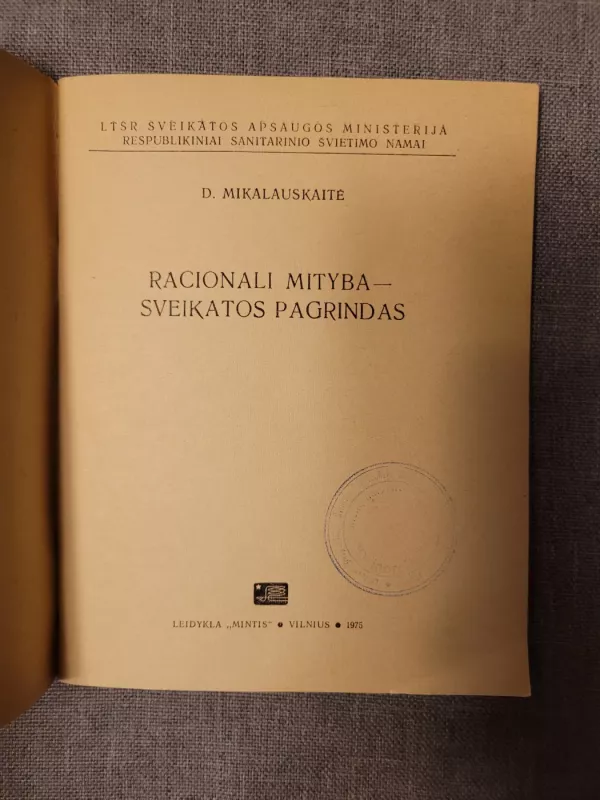 LTSR SVEIKATOS APSAUGOS MINISTERIJA
RESPUBLIKINIAI SANITARINIO ŠVIETIMO NAMAI
D. MIKALAUSKAITĖ
RACIONALI MITYBA—
SVEIKATOS PAGRINDAS
LEIDYKLA „MINTIS“ ● VILNIUS ● 1975